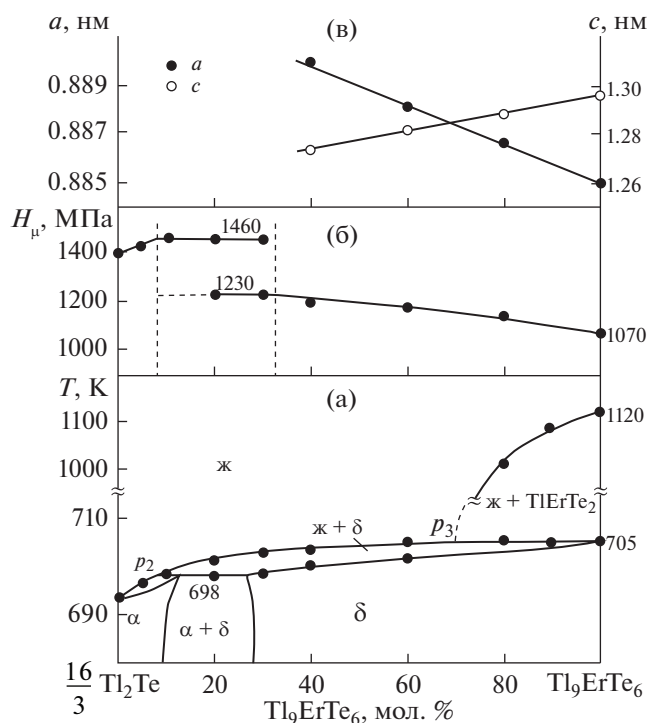 a, нм (в) c, нм
0.889
0.887
0.885
a
c
1.30
1.28
1.26
Hμ, МПа (б)
1400
1200
1000
1460
1230
1070
T, К (а)
1100
1000
710
690
ж
1120
≈ ж + TlErTe2
p3
ж + δ
705
p2
698
α
α + δ
δ
16/3 Tl2Te 20 40 60 80 Tl9ErTe6
Tl9ErTe6, мол. %